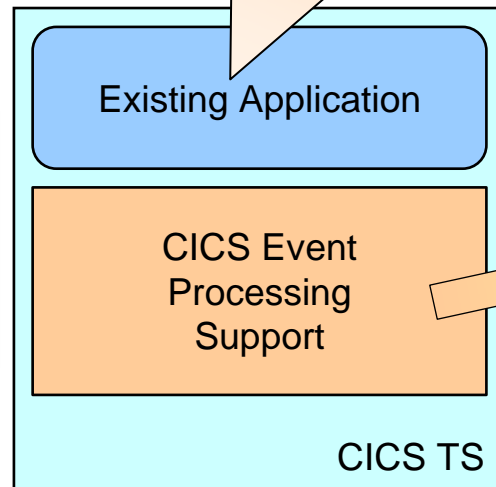 Existing Application
CICS Event
Processing
Support
CICS TS